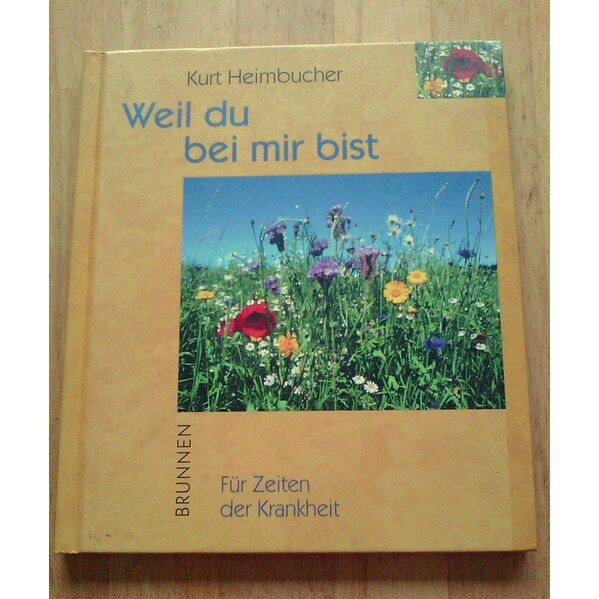 Kurt Heimbucher
Weil du
bei mir bist
BRUNNEN
Für Zeiten
der Krankheit